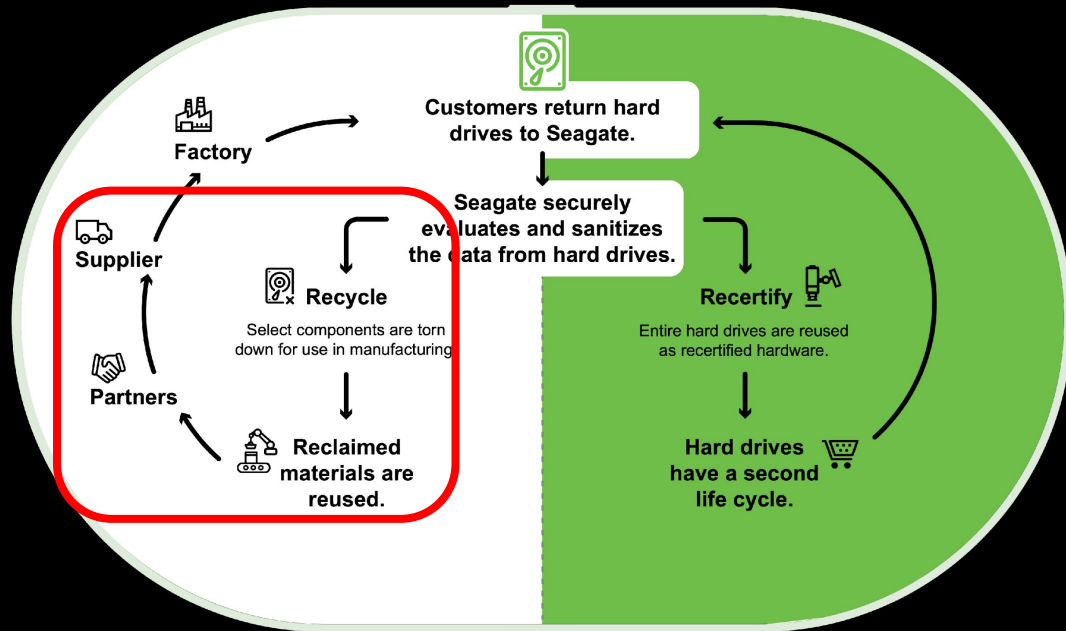 Customers return hard
drives to Seagate.
Seagate securely
evaluates and sanitizes
the data from hard drives.
Factory
Supplier
Partners
Recycle
Select components are torn
down for use in manufacturing
Reclaimed
materials are
reused.
Recertify
Entire hard drives are reused
as recertified hardware.
Hard drives
have a second
life cycle.